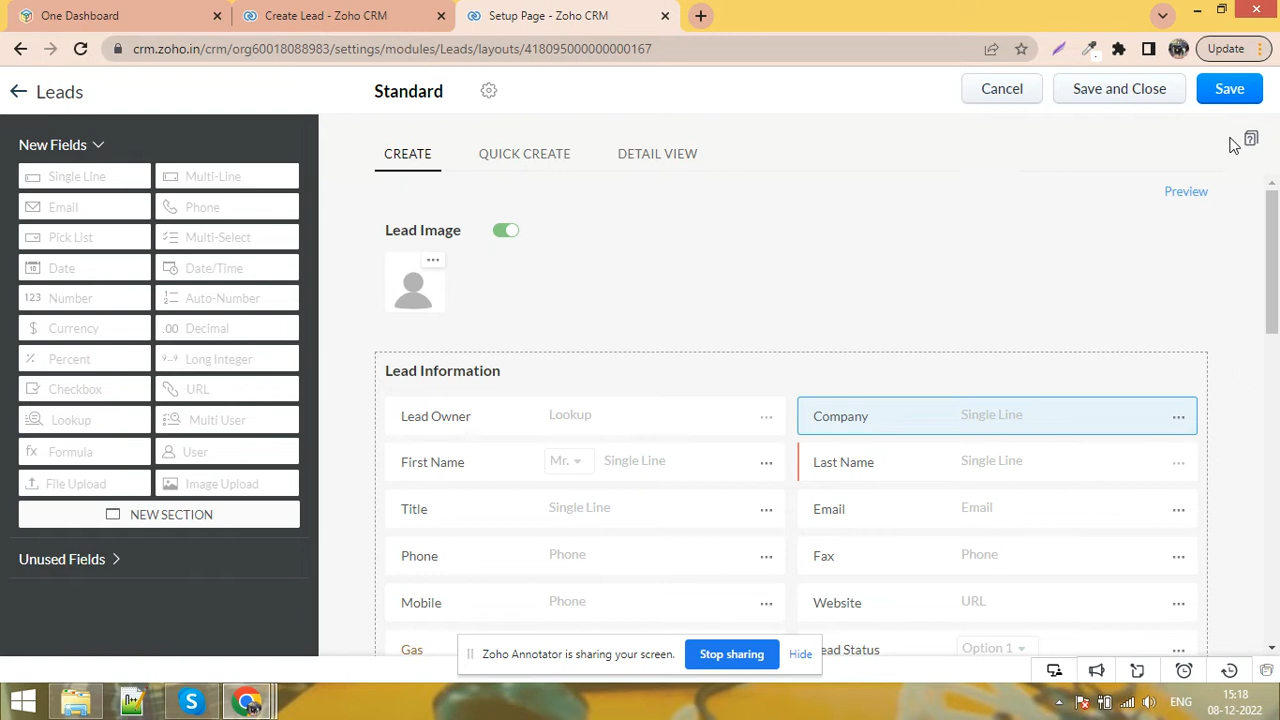 One Dashboard
Create Lead - Zoho CRM
Setup Page - Zoho CRM
crm.zoho.in/crm/org60018088983/settings/modules/Leads/layouts/418095000000000167
Update
Leads
Standard
Cancel
Save and Close
Save
New Fields
Single Line
Multi-Line
Email
Phone
Pick List
Multi-Select
Date
Date/Time
123 Number
Auto-Number
$ Currency
.00 Decimal
% Percent
Long Integer
Checkbox
URL
Lookup
Multi User
fx Formula
User
File Upload
Image Upload
NEW SECTION
Unused Fields
CREATE
QUICK CREATE
DETAIL VIEW
Preview
Lead Image
Lead Information
Lead Owner Lookup
Company Single Line
First Name Mr. Single Line
Last Name Single Line
Title Single Line
Email Email
Phone Phone
Fax Phone
Mobile Phone
Website URL
Gas
Lead Status Option 1
Zoho Annotator is sharing your screen.
Stop sharing
Hide
ENG
15:18
08-12-2022